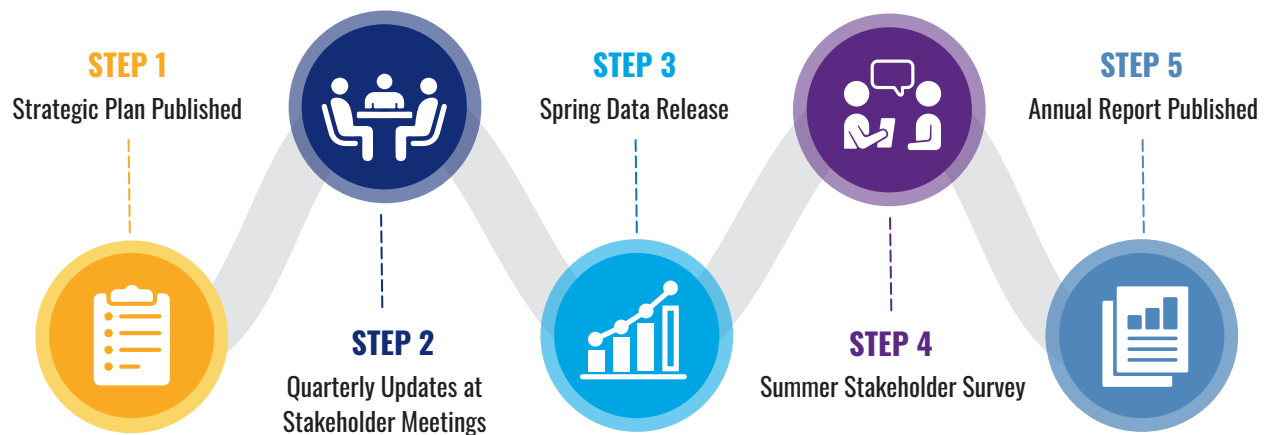 STEP 1
Strategic Plan Published
STEP 2
Quarterly Updates at
Stakeholder Meetings
STEP 3
Spring Data Release
STEP 4
Summer Stakeholder Survey
STEP 5
Annual Report Published